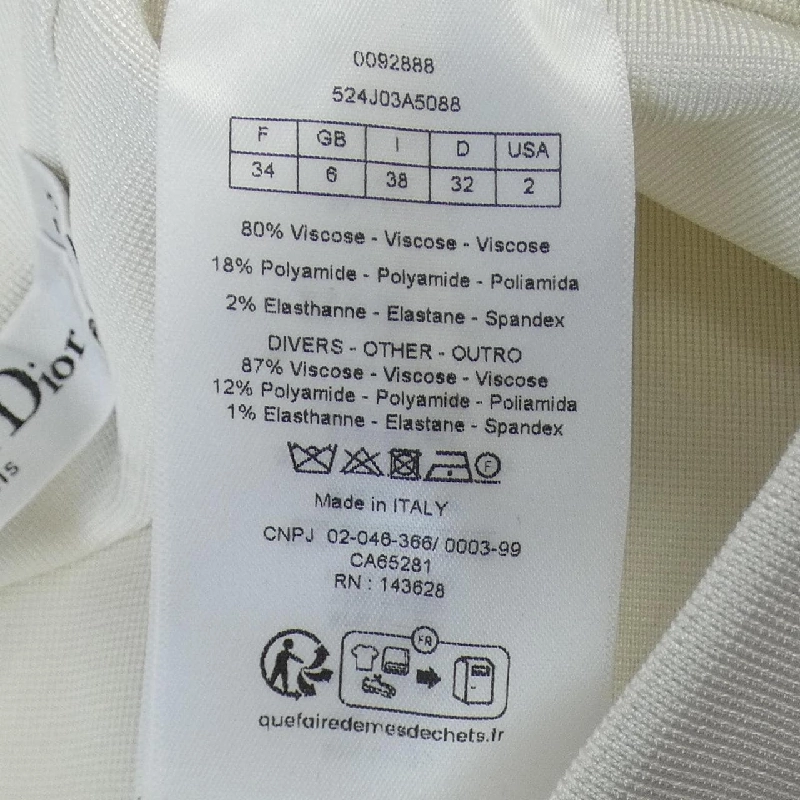 0092888
524J03A5088
F GB I D USA
34 6 38 32 2
80% Viscose - Viscose - Viscose
18% Polyamide - Polyamide - Poliamida
2% Elasthanne - Elastane - Spandex
DIVERS - OTHER - OUTRO
87% Viscose - Viscose - Viscose
12% Polyamide - Polyamide - Poliamida
1% Elasthanne - Elastane - Spandex
F
Made in ITALY
CNPJ 02-046-366/ 0003-99
CA65281
RN : 143628
FR
quefairedemesdechets.fr
Dior